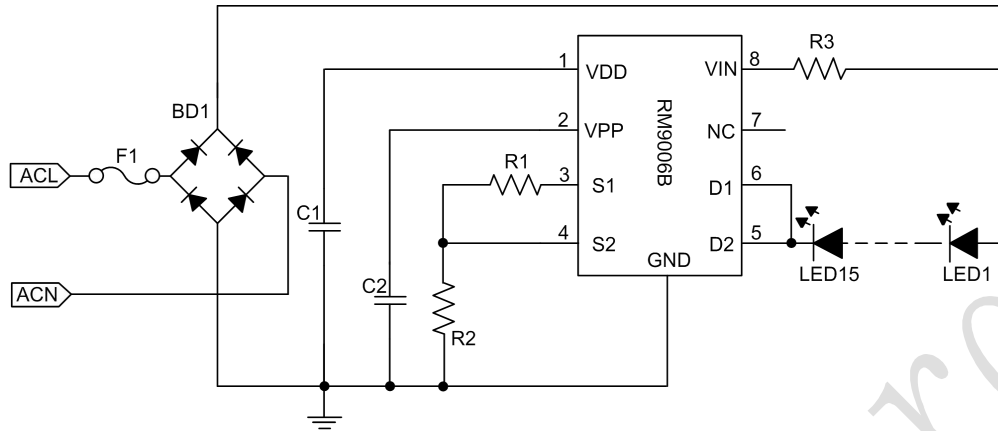 BD1
F1
ACL
ACN
C1
C2
R1
R2
R3
1
VDD
2
VPP
3
S1
4
S2
RM9006B
VIN
8
NC
7
D1
6
D2
5
GND
LED15
LED1
ro